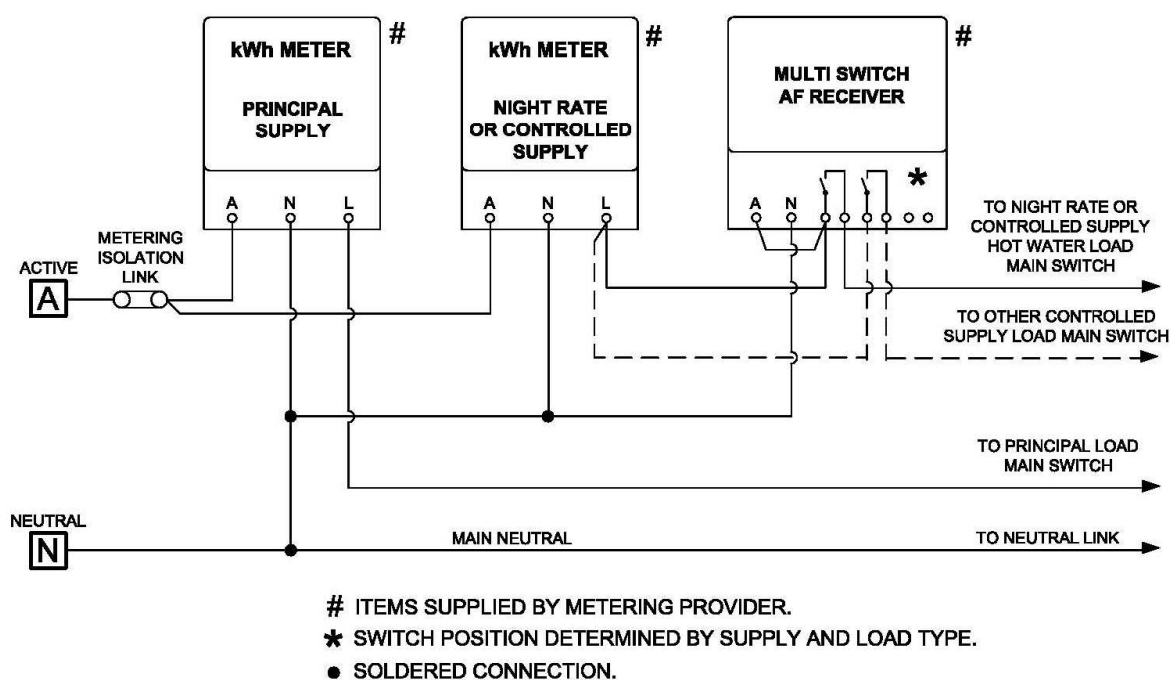 kWh METER
PRINCIPAL
SUPPLY
#
A N L
kWh METER
NIGHT RATE
OR CONTROLLED
SUPPLY
#
A N L
MULTI SWITCH
AF RECEIVER
#
*
A N
METERING
ISOLATION
LINK
ACTIVE
A
TO NIGHT RATE OR
CONTROLLED SUPPLY
HOT WATER LOAD
MAIN SWITCH
TO OTHER CONTROLLED
SUPPLY LOAD MAIN SWITCH
TO PRINCIPAL LOAD
MAIN SWITCH
NEUTRAL
N
MAIN NEUTRAL
TO NEUTRAL LINK
# ITEMS SUPPLIED BY METERING PROVIDER.
* SWITCH POSITION DETERMINED BY SUPPLY AND LOAD TYPE.
● SOLDERED CONNECTION.